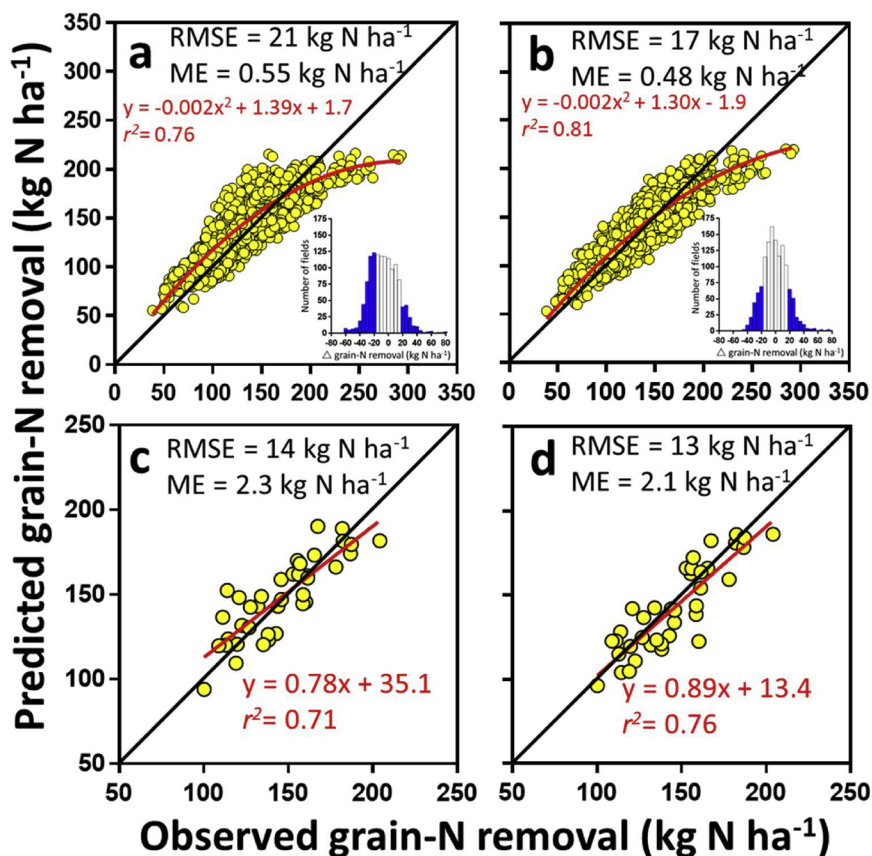 Predicted grain-N removal (kg N ha⁻¹)
a
RMSE = 21 kg N ha⁻¹
ME = 0.55 kg N ha⁻¹
y = -0.002x² + 1.39x + 1.7
r²= 0.76
350
300
250
200
150
100
50
0
0 50 100 150 200 250 300 350
Number of fields
175
150
125
100
75
50
25
0
-80 -60 -40 -20 0 20 40 60 80
△ grain-N removal (kg N ha⁻¹)
b
RMSE = 17 kg N ha⁻¹
ME = 0.48 kg N ha⁻¹
y = -0.002x² + 1.30x - 1.9
r²= 0.81
0 50 100 150 200 250 300 350
Number of fields
175
150
125
100
75
50
25
0
-80 -60 -40 -20 0 20 40 60 80
△ grain-N removal (kg N ha⁻¹)
c
RMSE = 14 kg N ha⁻¹
ME = 2.3 kg N ha⁻¹
y = 0.78x + 35.1
r²= 0.71
250
200
150
100
50
50 100 150 200 250
d
RMSE = 13 kg N ha⁻¹
ME = 2.1 kg N ha⁻¹
y = 0.89x + 13.4
r²= 0.76
50 100 150 200 250
Observed grain-N removal (kg N ha⁻¹)